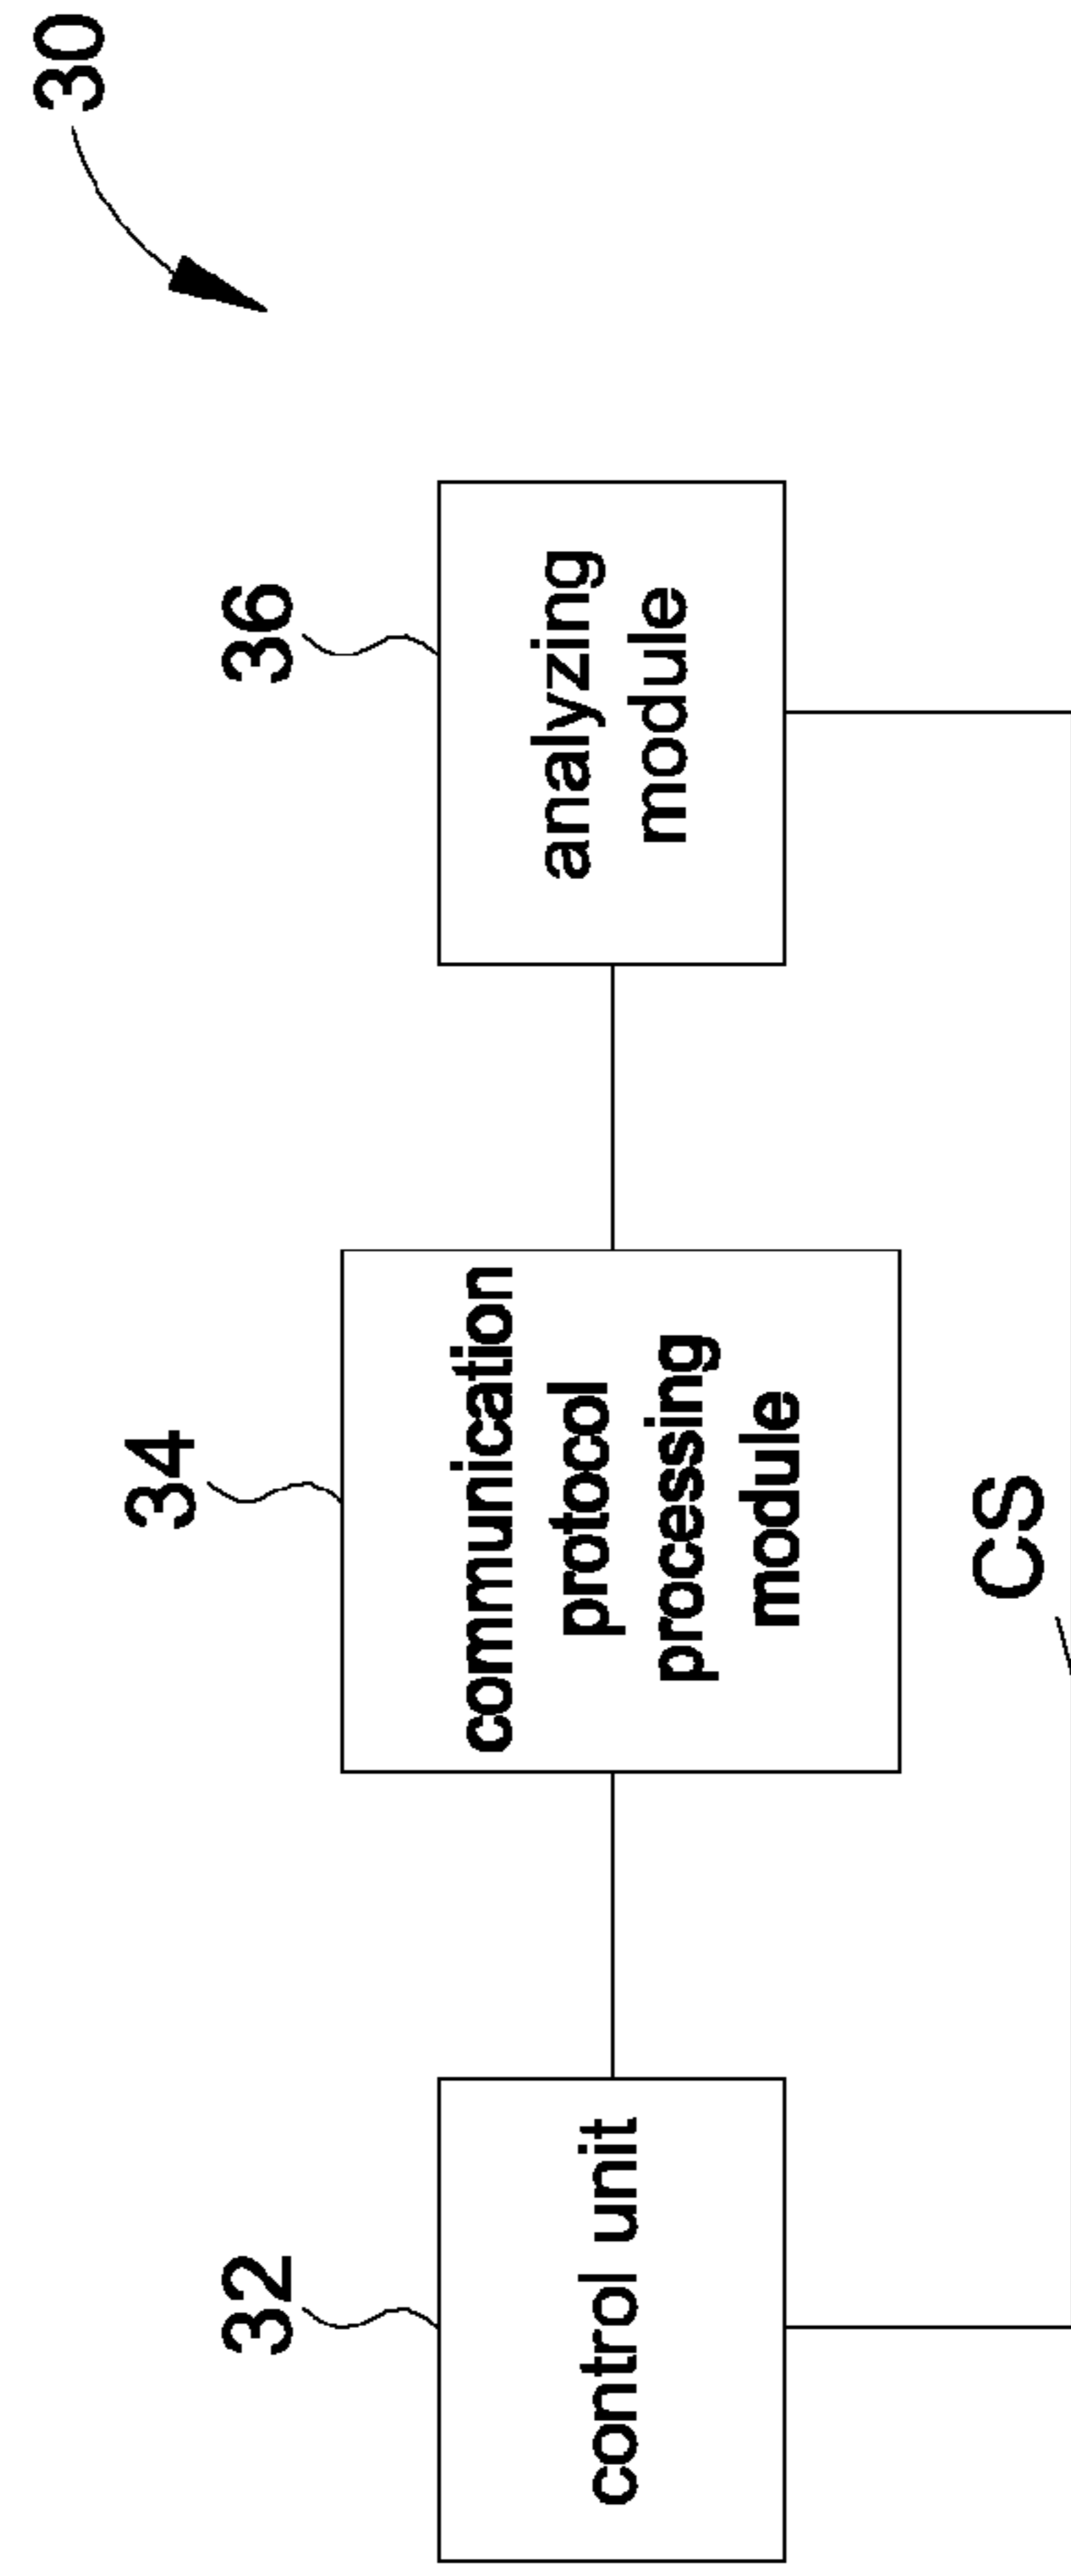 30
32
control unit
34
communication
protocol
processing
module
36
analyzing
module
CS